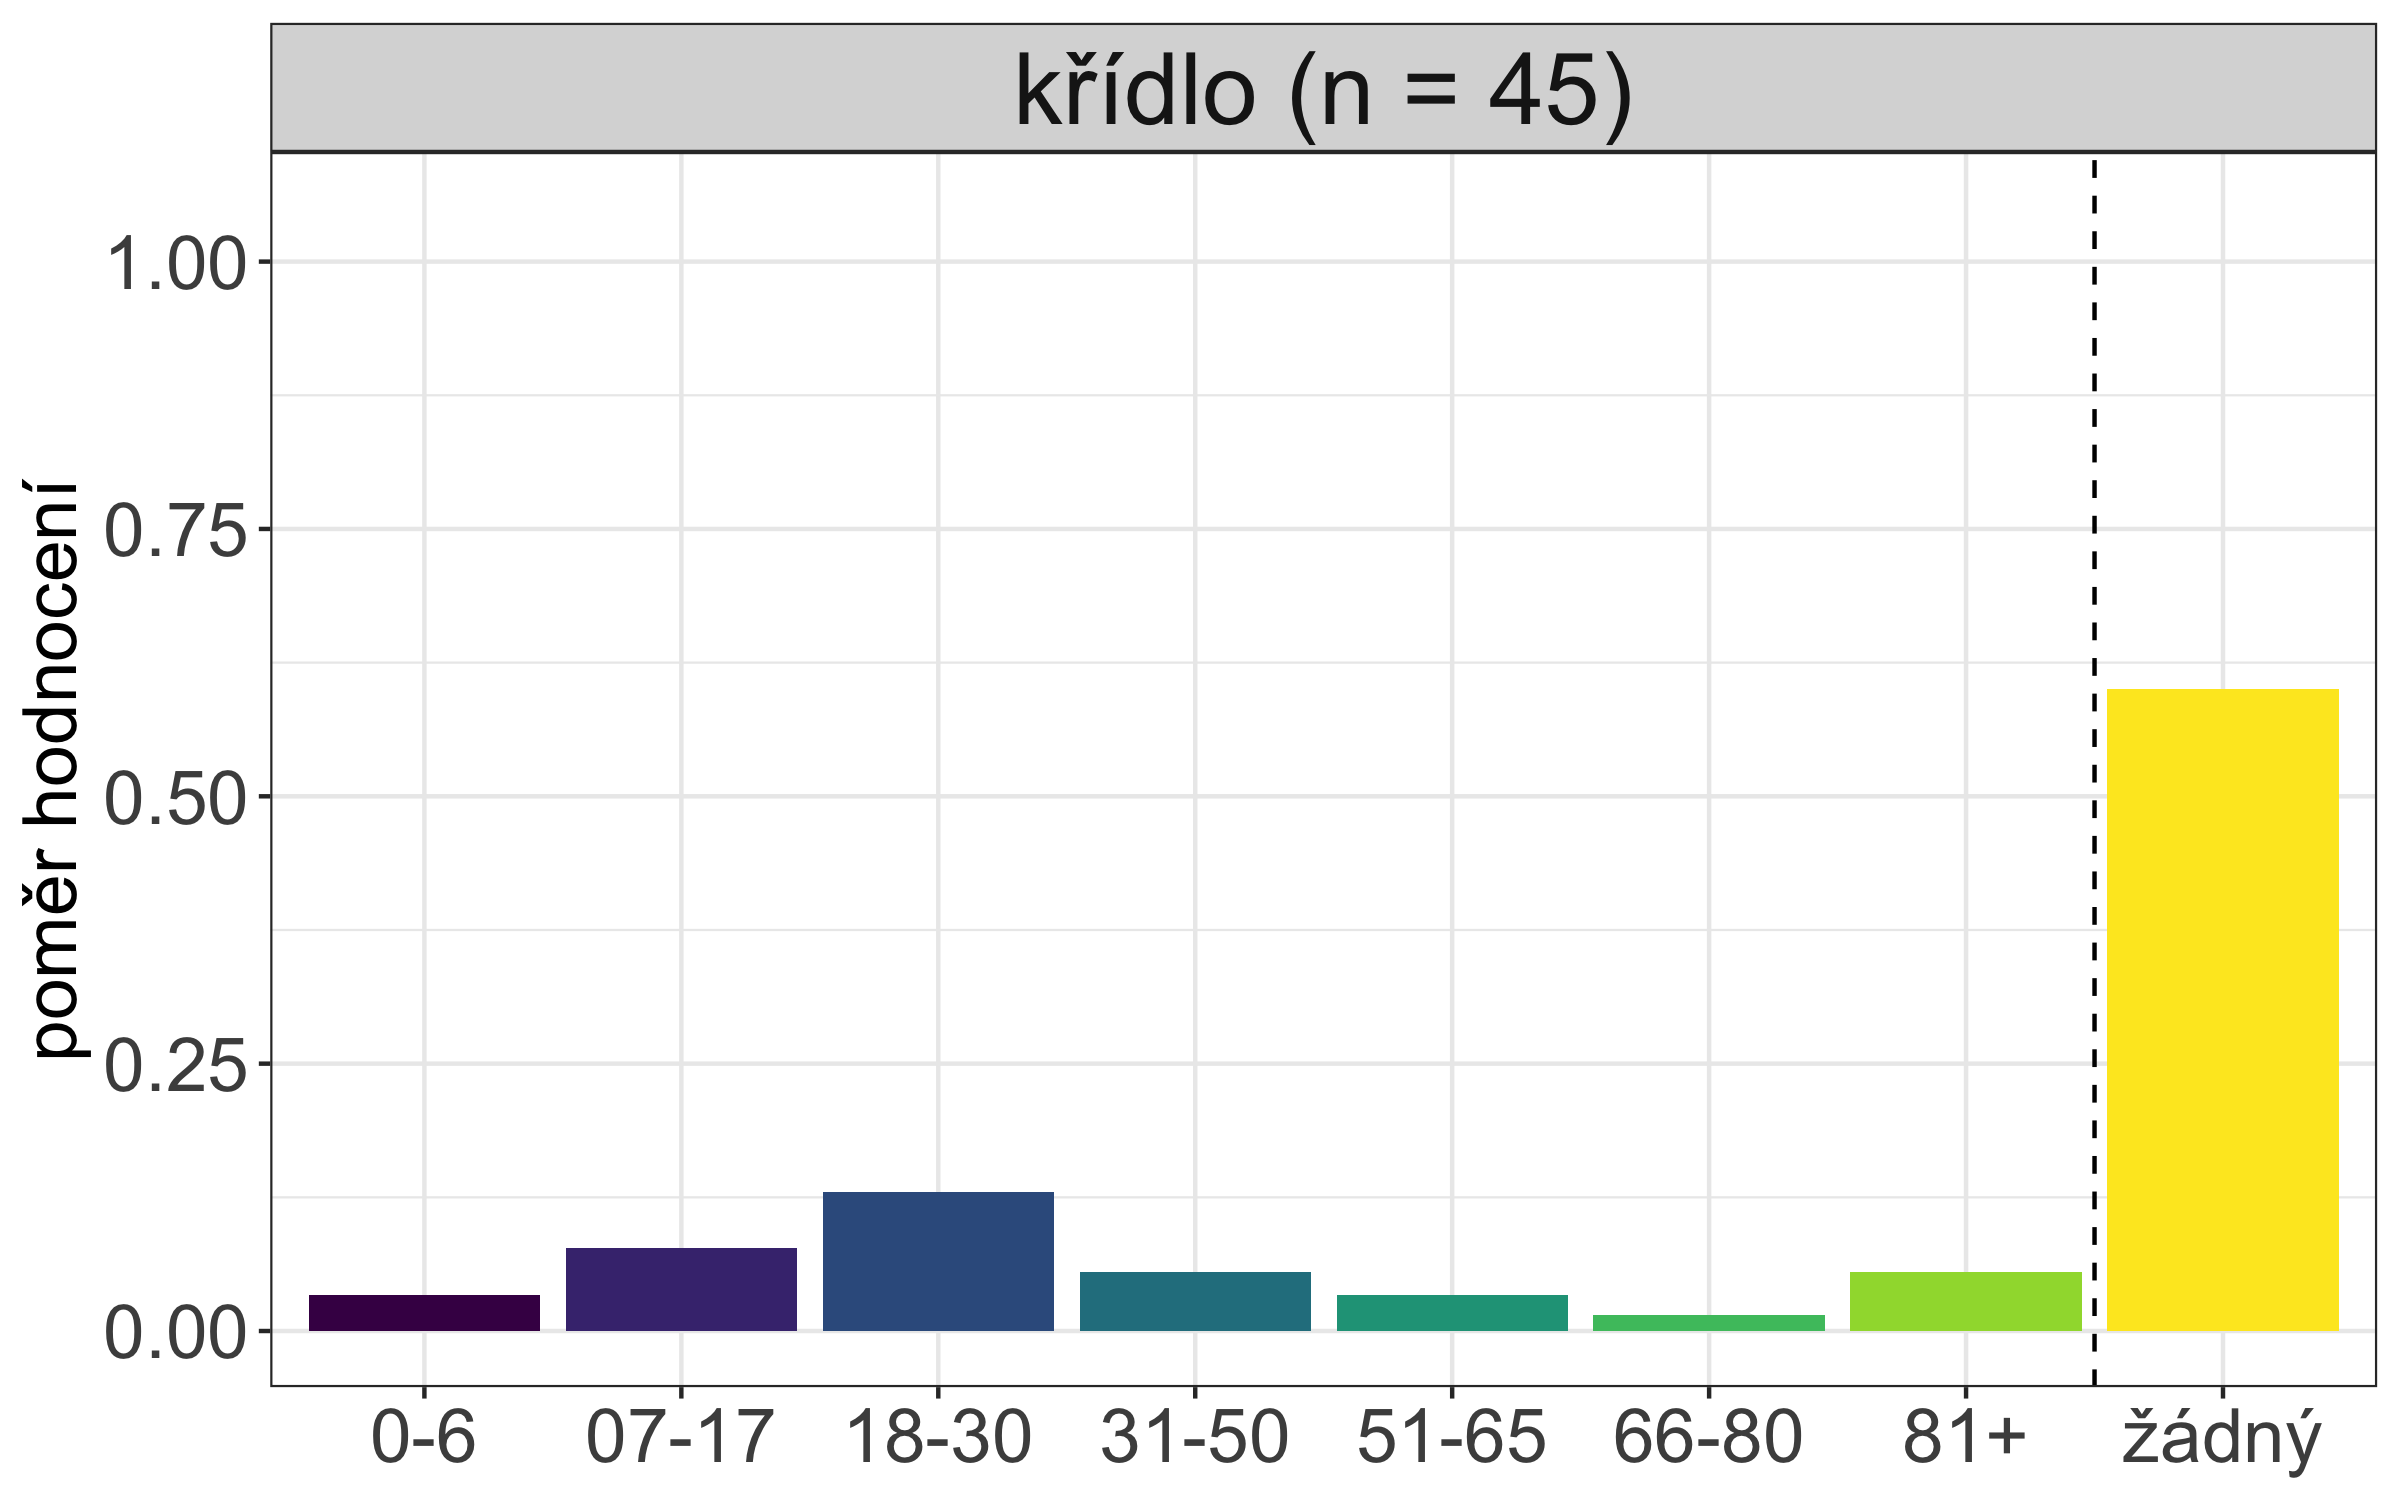 křídlo (n = 45)
poměr hodnocení
1.00
0.75
0.50
0.25
0.00
0-6 07-17 18-30 31-50 51-65 66-80 81+ žádný